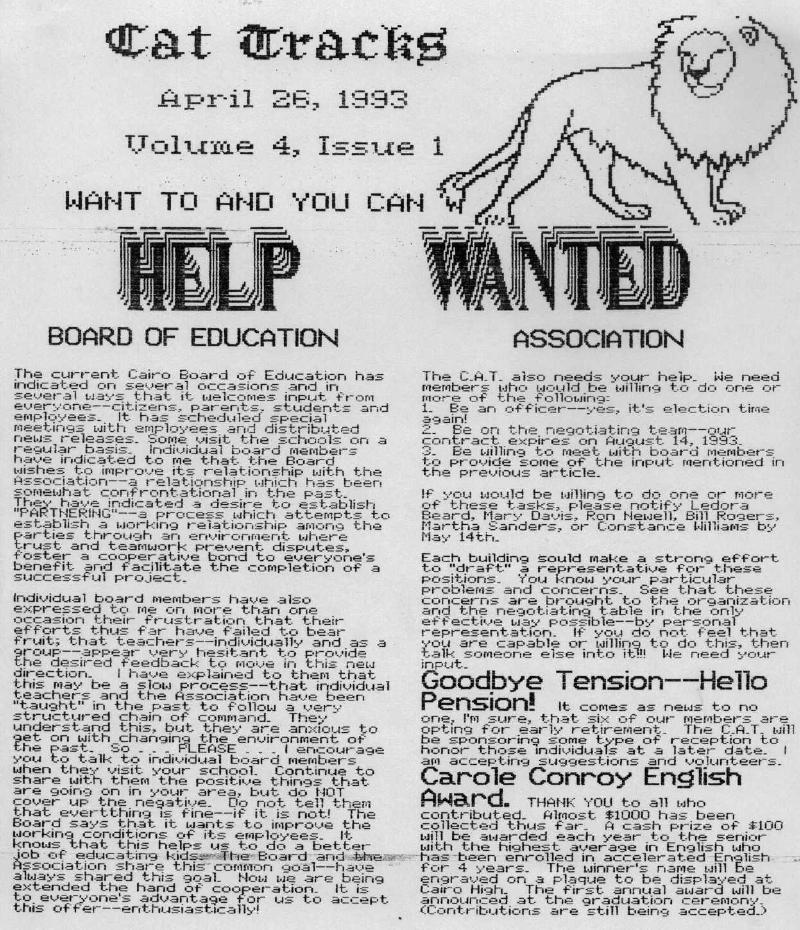 Cat Tracks
April 26, 1993
Volume 4, Issue 1
WANT TO AND YOU CAN
HELP WANTED
BOARD OF EDUCATION
The current Cairo Board of Education has
indicated on several occasions and in
several ways that it welcomes input from
everyone--citizens, parents, students and
employees. It has scheduled special
meetings with employees and distributed
news releases. Some visit the schools on a
regular basis. Individual board members
have indicated to me that the Board
wishes to improve its relationship with the
Association--a relationship which has been
somewhat confrontational in the past.
They have indicated a desire to establish
"PARTNERING"--a process which attempts to
establish a working relationship among the
parties through an environment where
trust and teamwork prevent disputes,
foster a cooperative bond to everyone's
benefit and facilitate the completion of a
successful project.
Individual board members have also
expressed to me on more than one
occasion their frustration that their
efforts thus far have failed to bear
fruit; that teachers--individually and as a
group--appear very hesitant to provide
the desired feedback to move in this new
direction. I have explained to them that
this may be a slow process--that individual
teachers and the Association have been
"taught" in the past to follow a very
structured chain of command. They
understand this, but they are anxious to
get on with changing the environment of
the past. So . . . PLEASE . . . I encourage
you to talk to individual board members
when they visit your school. Continue to
share with them the positive things that
are going on in your area, but do NOT
cover up the negative. Do not tell them
that evertthing is fine--if it is not! The
Board says that it wants to improve the
working conditions of its employees. It
knows that this helps us to do a better
job of educating kids. The Board and the
Association share this common goal--have
always shared this goal. Now we are being
extended the hand of cooperation. It is
to everyone's advantage for us to accept
this offer--enthusiastically!
ASSOCIATION
The C.A.T. also needs your help. We need
members who would be willing to do one or
more of the following:
1. Be an officer--yes, it's election time
again!
2. Be on the negotiating team--our
contract expires on August 14, 1993.
3. Be willing to meet with board members
to provide some of the input mentioned in
the previous article.
If you would be willing to do one or more
of these tasks, please notify Ledora
Beard, Mary Davis, Ron Newell, Bill Rogers,
Martha Sanders, or Constance Williams by
May 14th.
Each building sould make a strong effort
to "draft" a representative for these
positions. You know your particular
problems and concerns. See that these
concerns are brought to the organization
and the negotiating table in the only
effective way possible--by personal
representation. If you do not feel that
you are capable or willing to do this, then
talk someone else into it!!! We need your
input.
Goodbye Tension--Hello
Pension! It comes as news to no
one, I'm sure, that six of our members are
opting for early retirement. The C.A.T. will
be sponsoring some type of reception to
honor those individuals at a later date. I
am accepting suggestions and volunteers.
Carole Conroy English
Award. THANK YOU to all who
contributed. Almost $1000 has been
collected thus far. A cash prize of $100
will be awarded each year to the senior
with the highest average in English who
has been enrolled in accelerated English
for 4 years. The winner's name will be
engraved on a plaque to be displayed at
Cairo High. The first annual award will be
announced at the graduation ceremony.
(Contributions are still being accepted.)